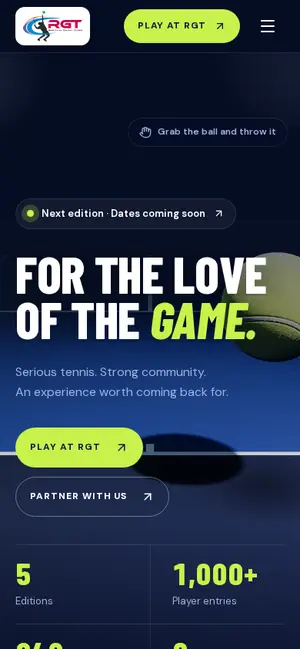 RGT
PLAY AT RGT
Grab the ball and throw it
Next edition · Dates coming soon
FOR THE LOVE
OF THE GAME.
Serious tennis. Strong community.
An experience worth coming back for.
PLAY AT RGT
PARTNER WITH US
5
1,000+
Editions
Player entries